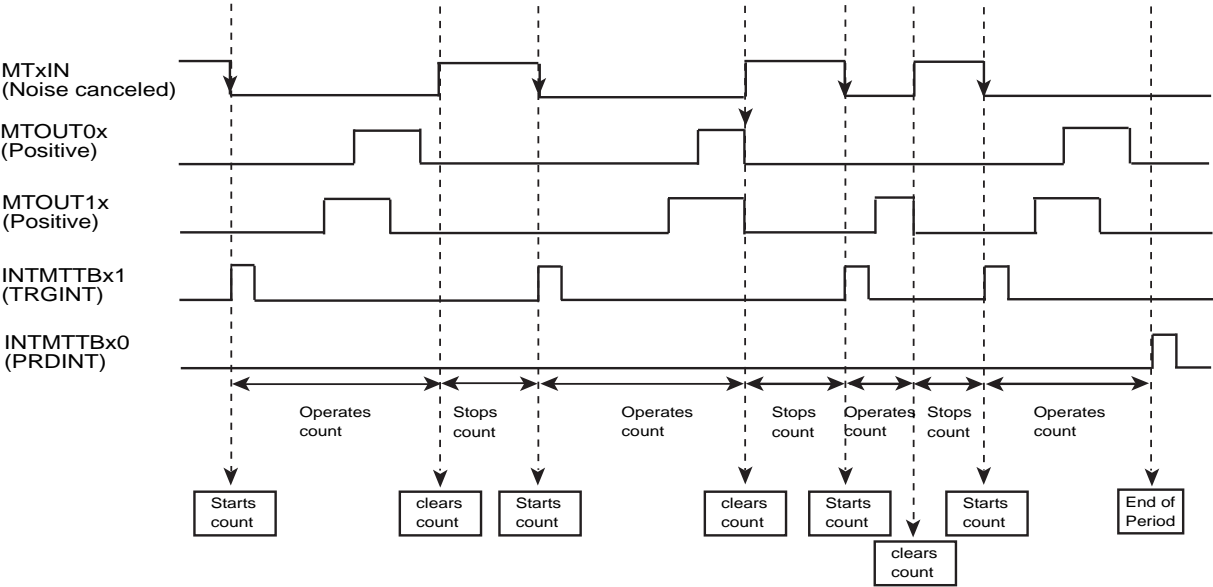 MTxIN
(Noise canceled)
MTOUT0x
(Positive)
MTOUT1x
(Positive)
INTMTTBx1
(TRGINT)
INTMTTBx0
(PRDINT)
Operates
count
Stops
count
Operates
count
Stops
count
Operates
count
Stops
count
Operates
count
Starts
count
clears
count
Starts
count
clears
count
Starts
count
clears
count
Starts
count
End of
Period